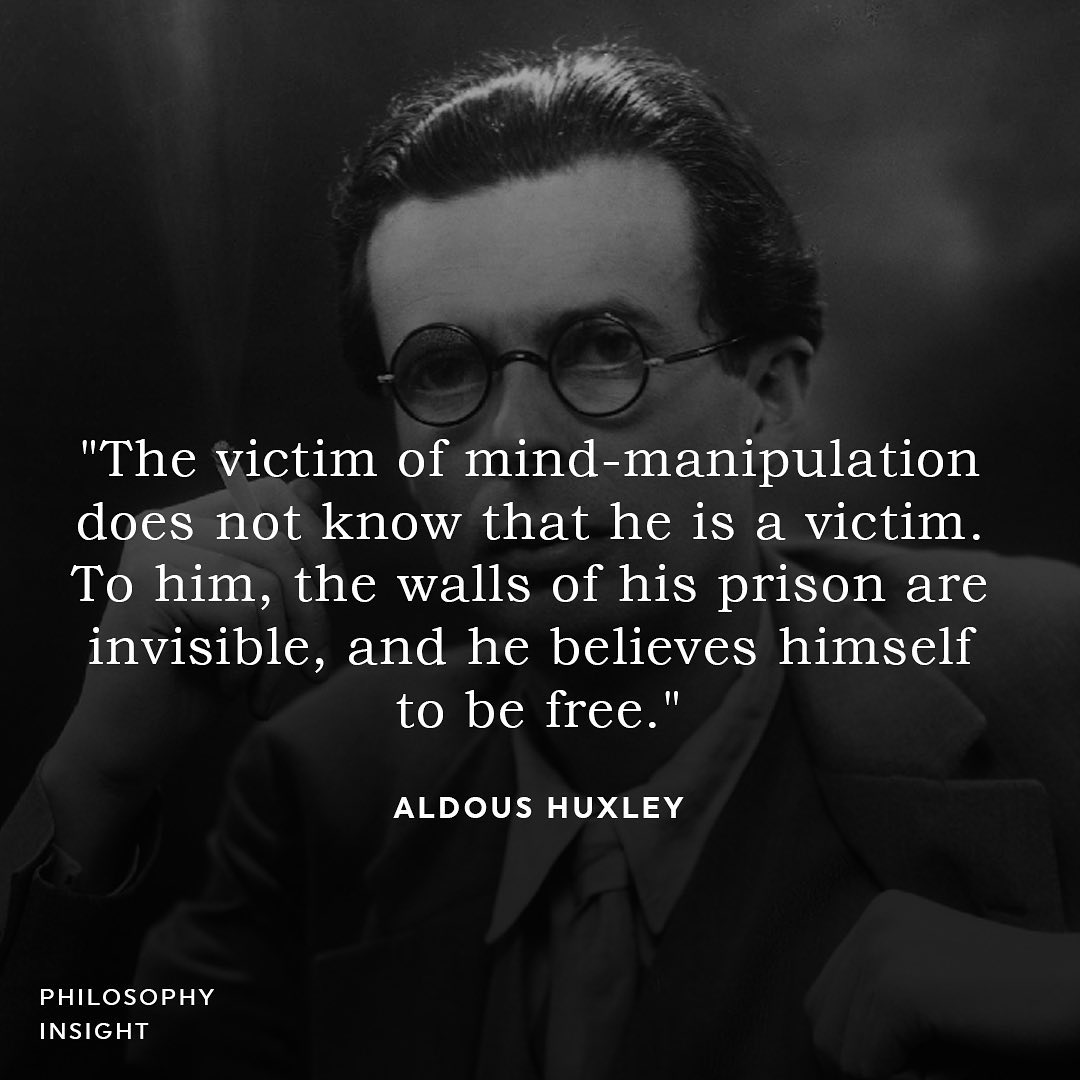 "The victim of mind-manipulation
does not know that he is a victim.
To him, the walls of his prison are
invisible, and he believes himself
to be free."
ALDOUS HUXLEY
PHILOSOPHY
INSIGHT